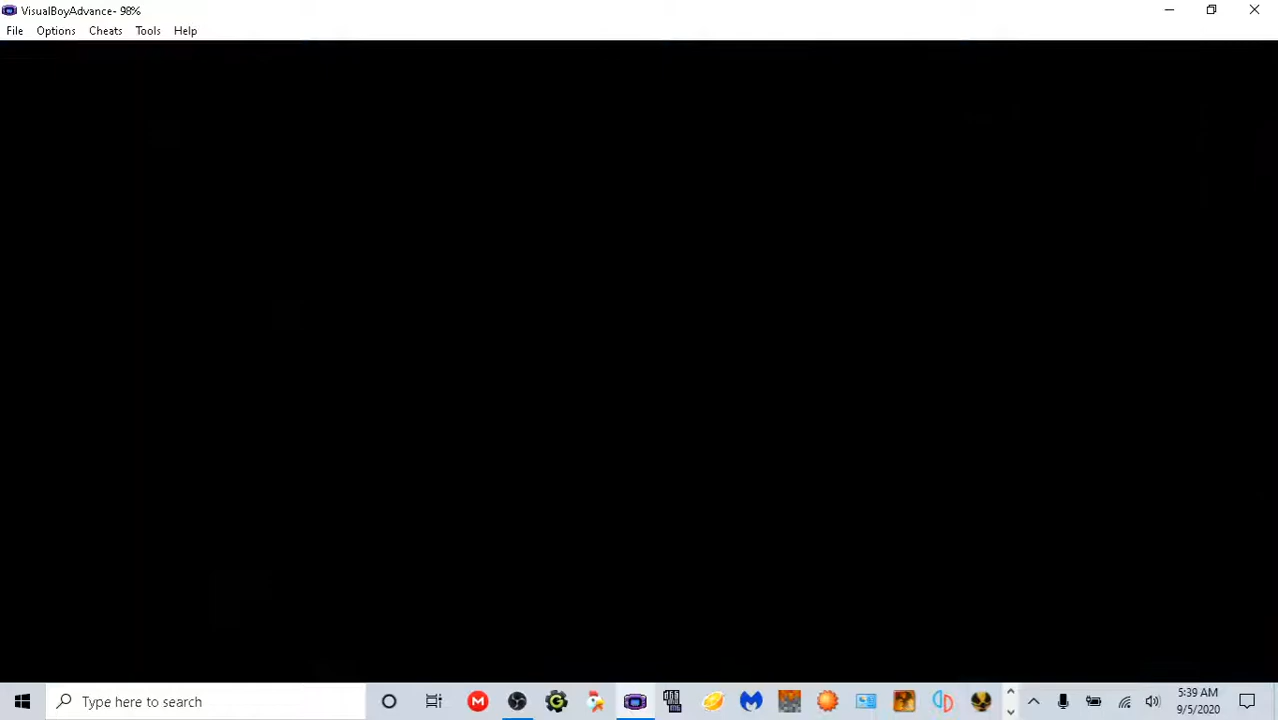 VisualBoyAdvance- 98%
File Options Cheats Tools Help
Type here to search
5:39 AM
9/5/2020